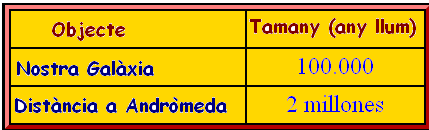 Objecte Tamany (any llum)
Nostra Galàxia 100.000
Distància a Andròmeda 2 millones